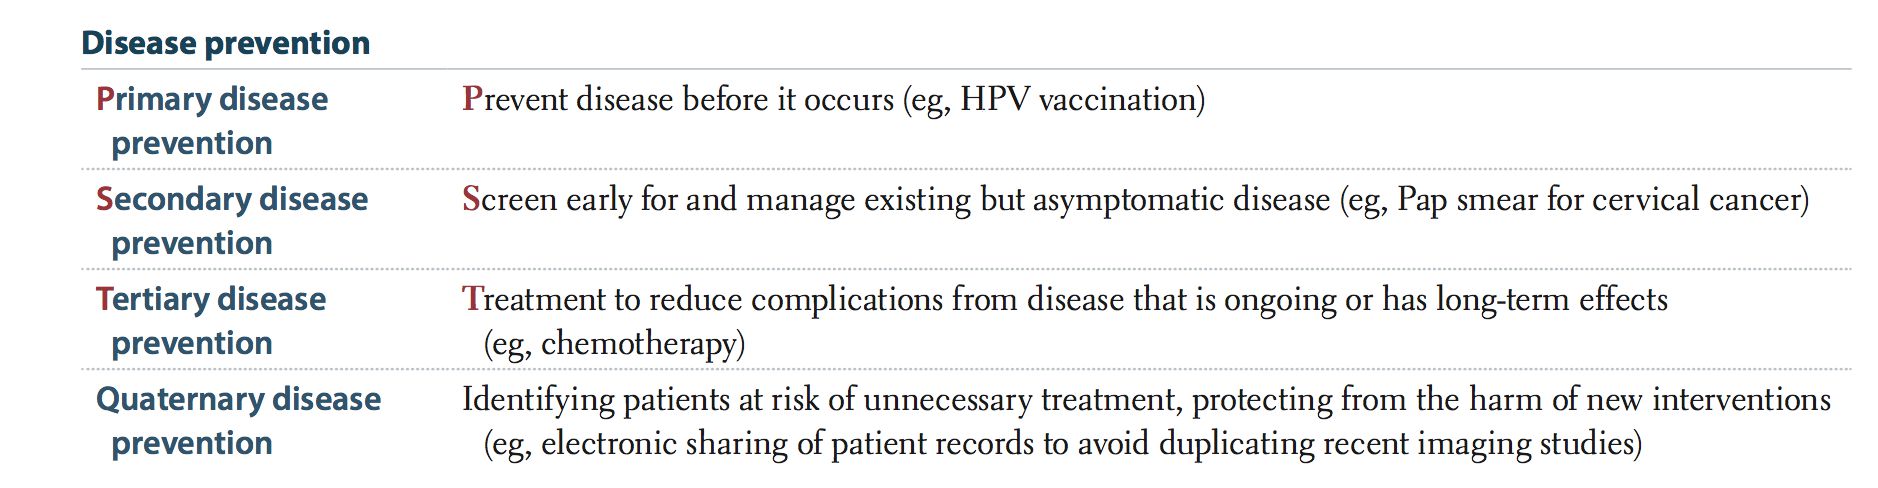 Disease prevention
Primary disease prevention
Prevent disease before it occurs (eg, HPV vaccination)
Secondary disease prevention
Screen early for and manage existing but asymptomatic disease (eg, Pap smear for cervical cancer)
Tertiary disease prevention
Treatment to reduce complications from disease that is ongoing or has long-term effects
(eg, chemotherapy)
Quaternary disease prevention
Identifying patients at risk of unnecessary treatment, protecting from the harm of new interventions
(eg, electronic sharing of patient records to avoid duplicating recent imaging studies)